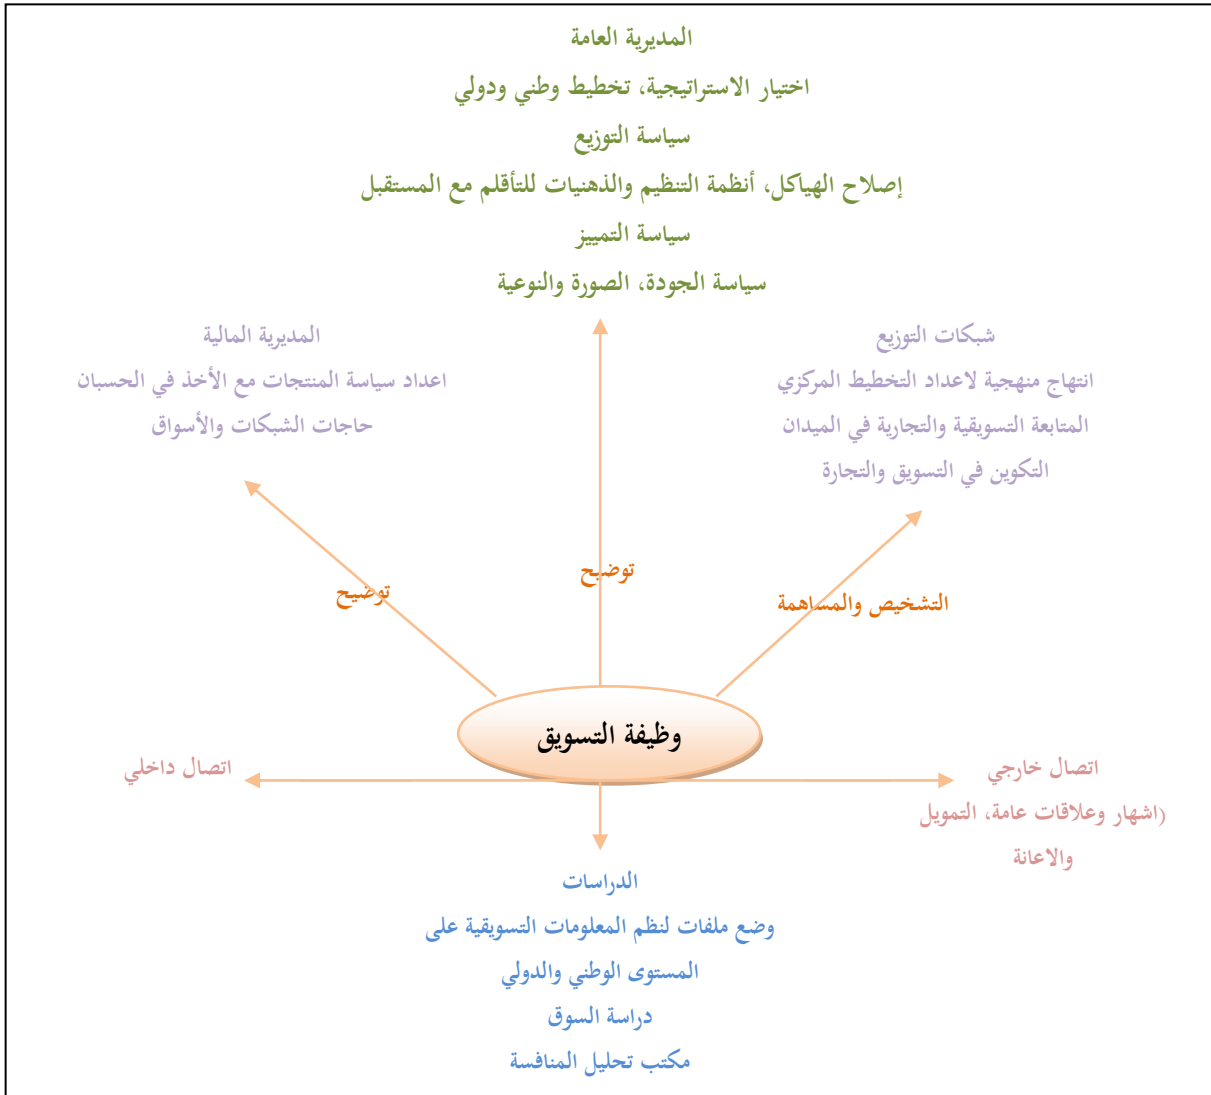 المديرية العامة
اختيار الاستراتيجية، تخطيط وطني ودولي
سياسة التوزيع
إصلاح الهياكل، أنظمة التنظيم والذهنيات للتأقلم مع المستقبل
سياسة التمييز
سياسة الجودة، الصورة والنوعية
شبكات التوزيع
انتهاج منهجية لاعداد التخطيط المركزي
المتابعة التسويقية والتجارية في الميدان
التكوين في التسويق والتجارة
المديرية المالية
اعداد سياسة المنتجات مع الأخذ في الحسبان
حاجات الشبكات والأسواق
التشخيص والمساهمة
توضيح
توضيح
وظيفة التسويق
اتصال خارجي
(اشهار وعلاقات عامة، التمويل
والاعانة
اتصال داخلي
الدراسات
وضع ملفات لنظم المعلومات التسويقية على
المستوى الوطني والدولي
دراسة السوق
مكتب تحليل المنافسة